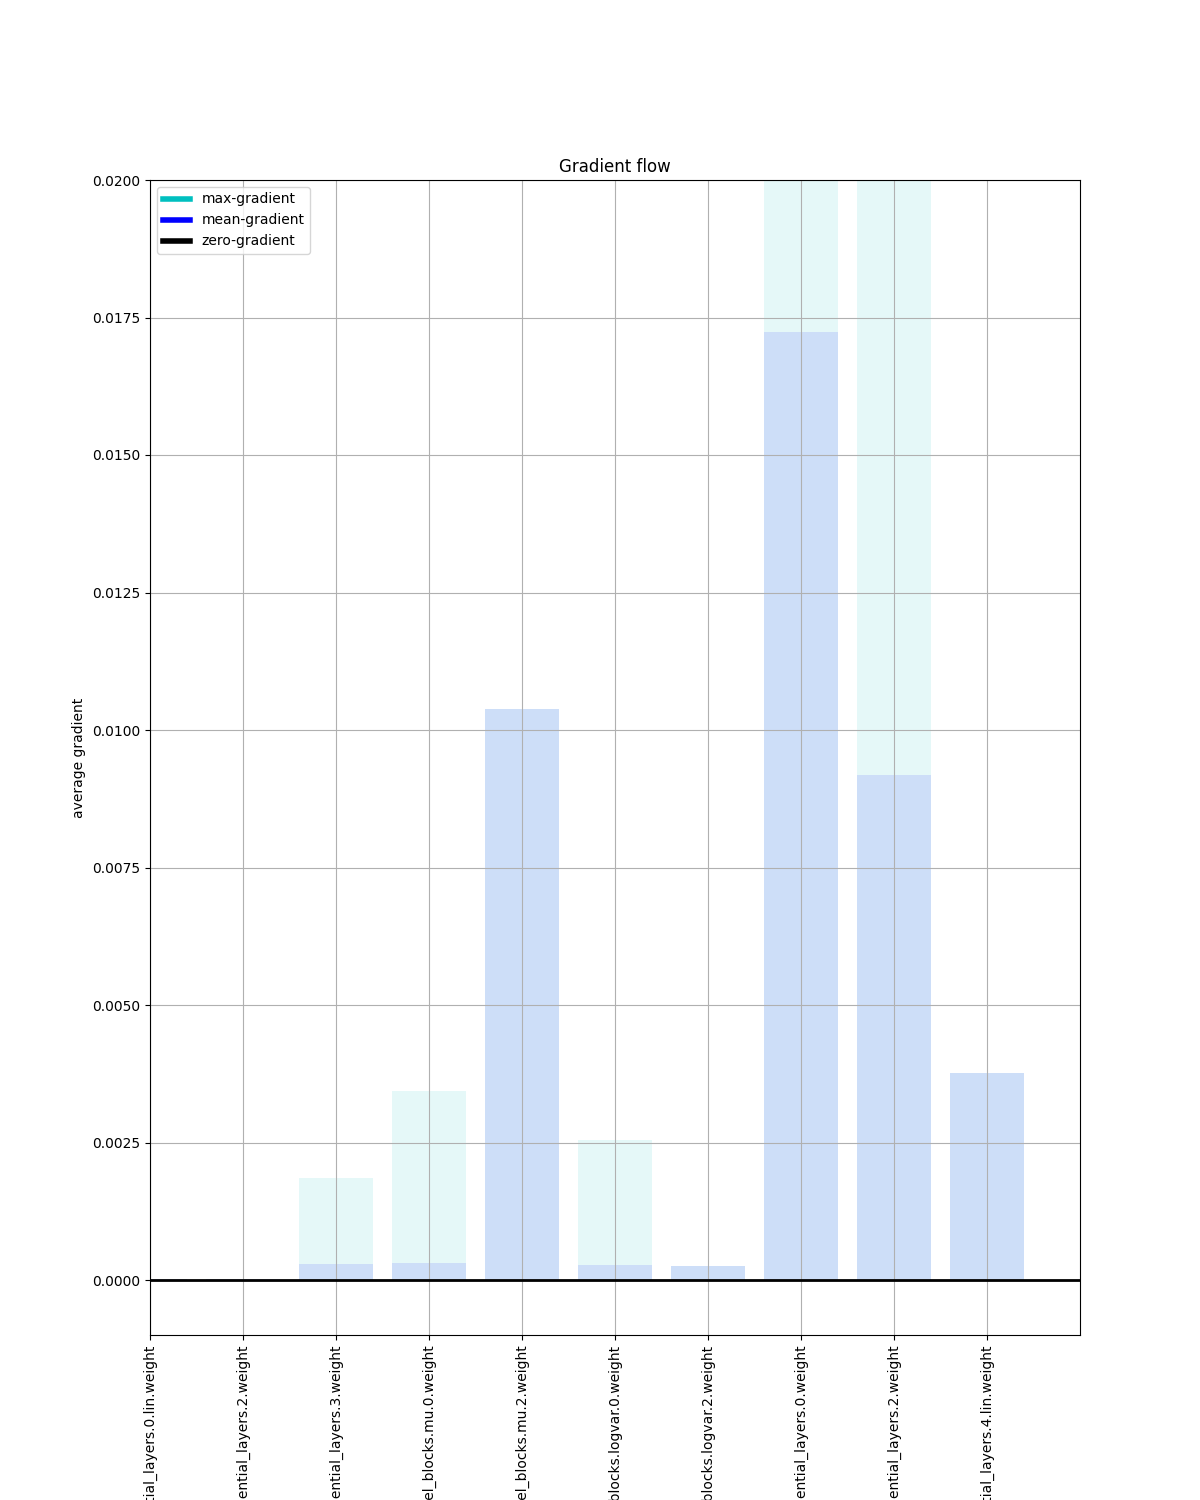 Gradient flow
max-gradient
mean-gradient
zero-gradient
0.0200
0.0175
0.0150
0.0125
0.0100
0.0075
0.0050
0.0025
0.0000
average gradient
tial_layers.0.lin.weight
ential_layers.2.weight
ential_layers.3.weight
el_blocks.mu.0.weight
el_blocks.mu.2.weight
blocks.logvar.0.weight
blocks.logvar.2.weight
ential_layers.0.weight
ential_layers.2.weight
tial_layers.4.lin.weight